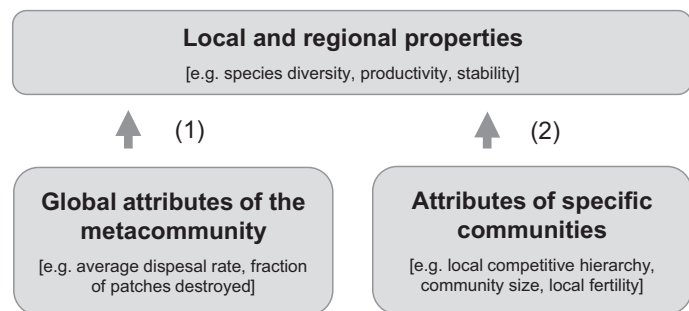 Local and regional properties
[e.g. species diversity, productivity, stability]
(1)
(2)
Global attributes of the
metacommunity
[e.g. average dispesal rate, fraction
of patches destroyed]
Attributes of specific
communities
[e.g. local competitive hierarchy,
community size, local fertility]